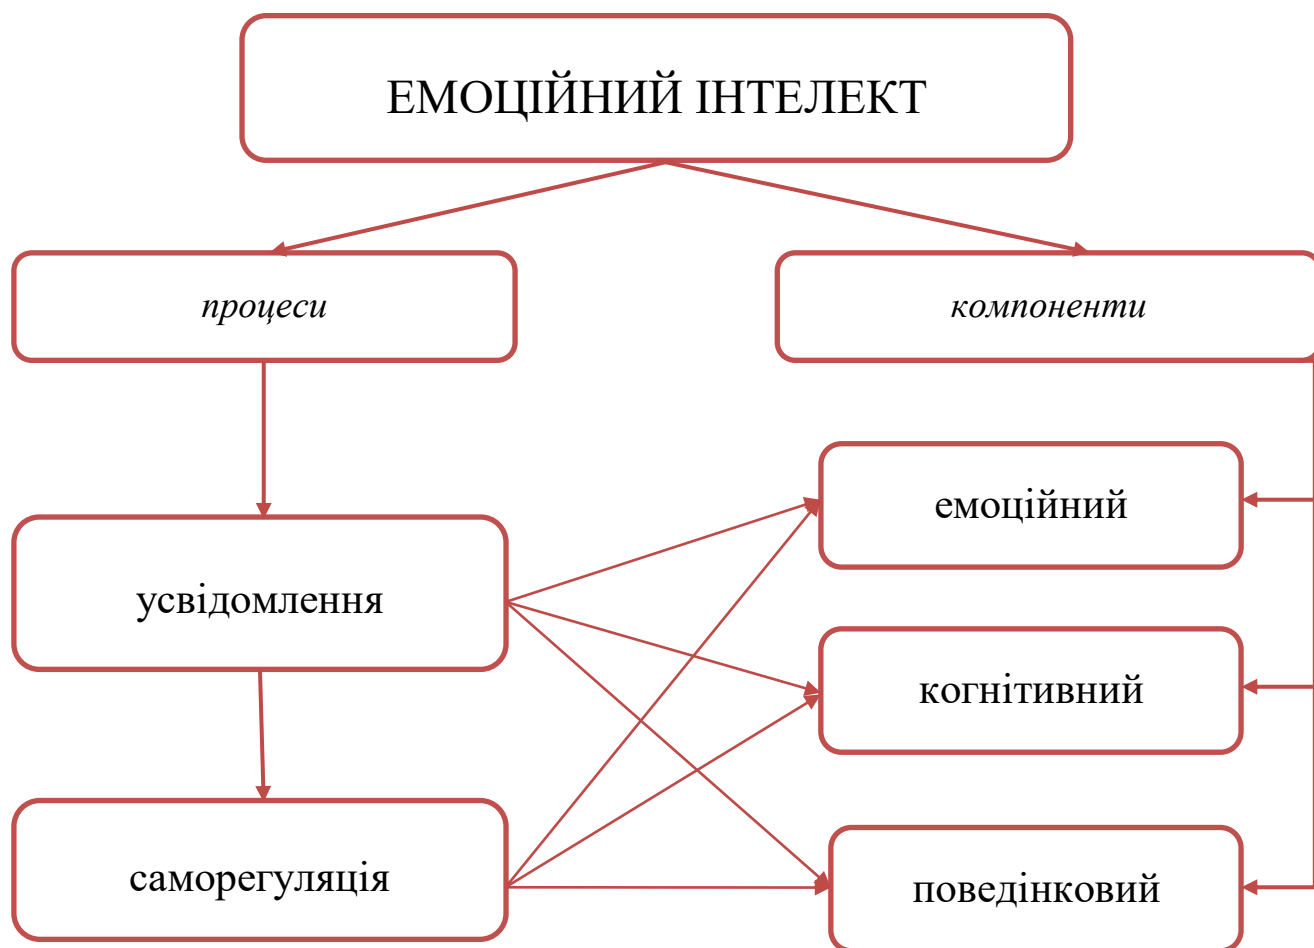 ЕМОЦІЙНИЙ ІНТЕЛЕКТ
процеси
компоненти
емоційний
усвідомлення
когнітивний
саморегуляція
поведінковий